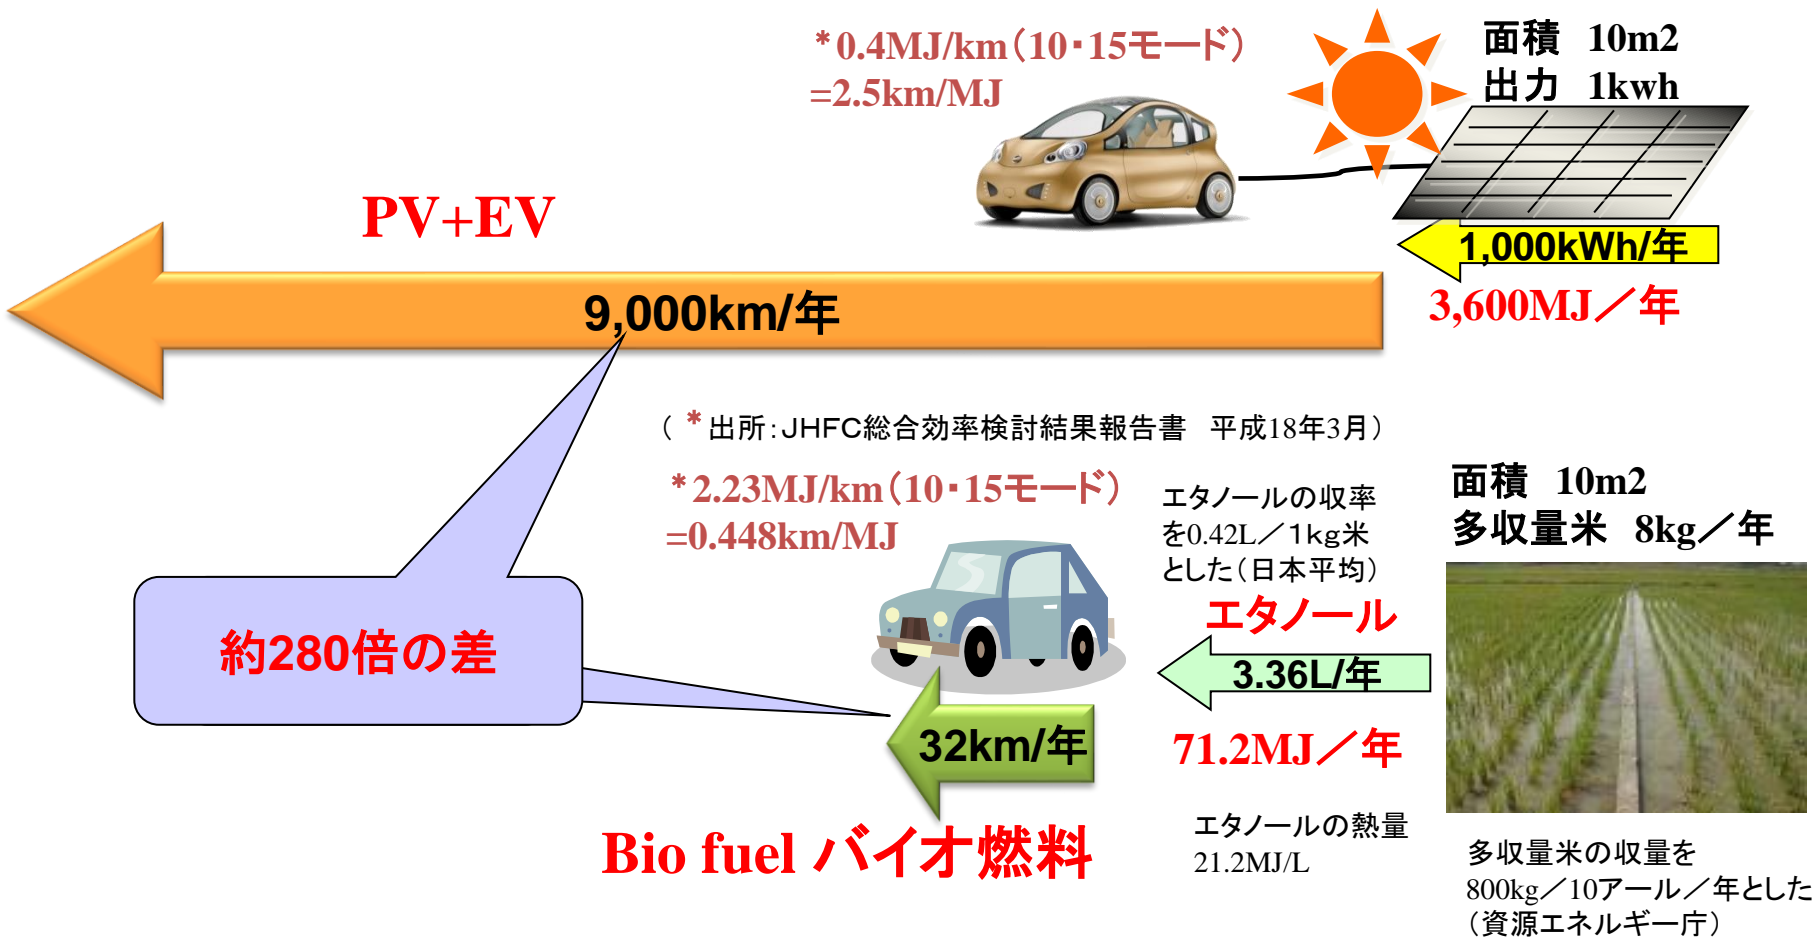 *0.4MJ/km（10・15モード）
=2.5km/MJ
面積　10m2
出力　1kwh
PV+EV
1,000kWh/年
3,600MJ／年
9,000km/年
（ *出所：JHFC総合効率検討結果報告書　平成18年3月）
*2.23MJ/km（10・15モード）
=0.448km/MJ
エタノールの収率
を0.42L／１ｋｇ米
とした（日本平均）
面積　10m2
多収量米　8kg／年
エタノール
3.36L/年
約280倍の差
71.2MJ／年
32km/年
エタノールの熱量
21.2MJ/L
Bio fuel バイオ燃料
多収量米の収量を
800kg／10アール／年とした
（資源エネルギー庁）